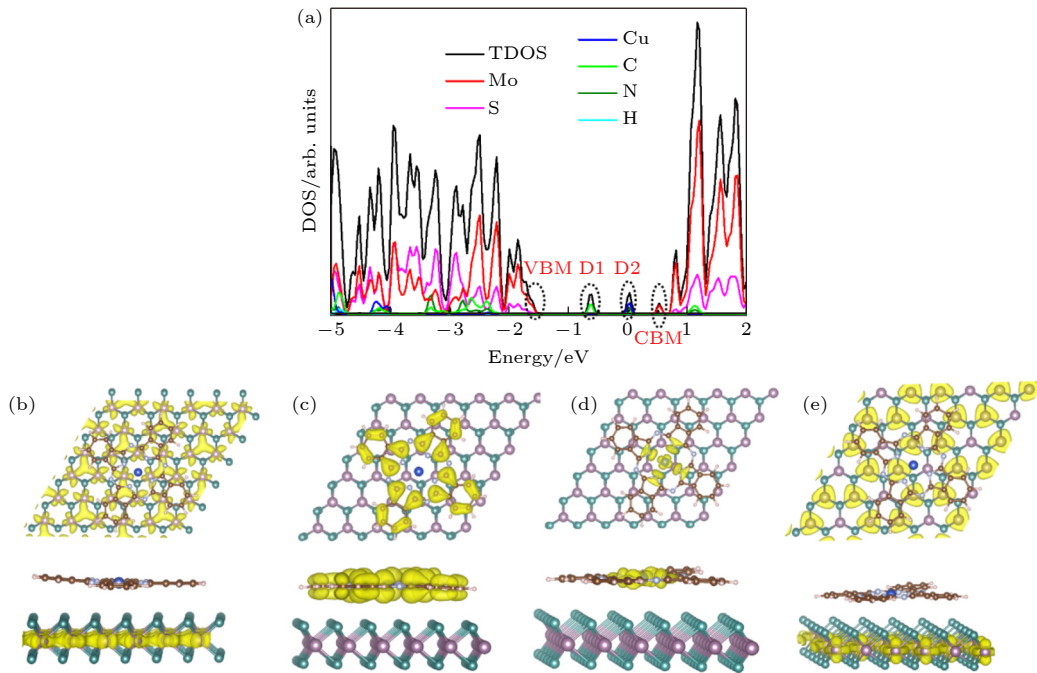 (a)
TDOS
Mo
S
Cu
C
N
H
DOS/arb. units
VBM D1 D2
CBM
−5 −4 −3 −2 −1 0 1 2
Energy/eV
(b) (c) (d) (e)